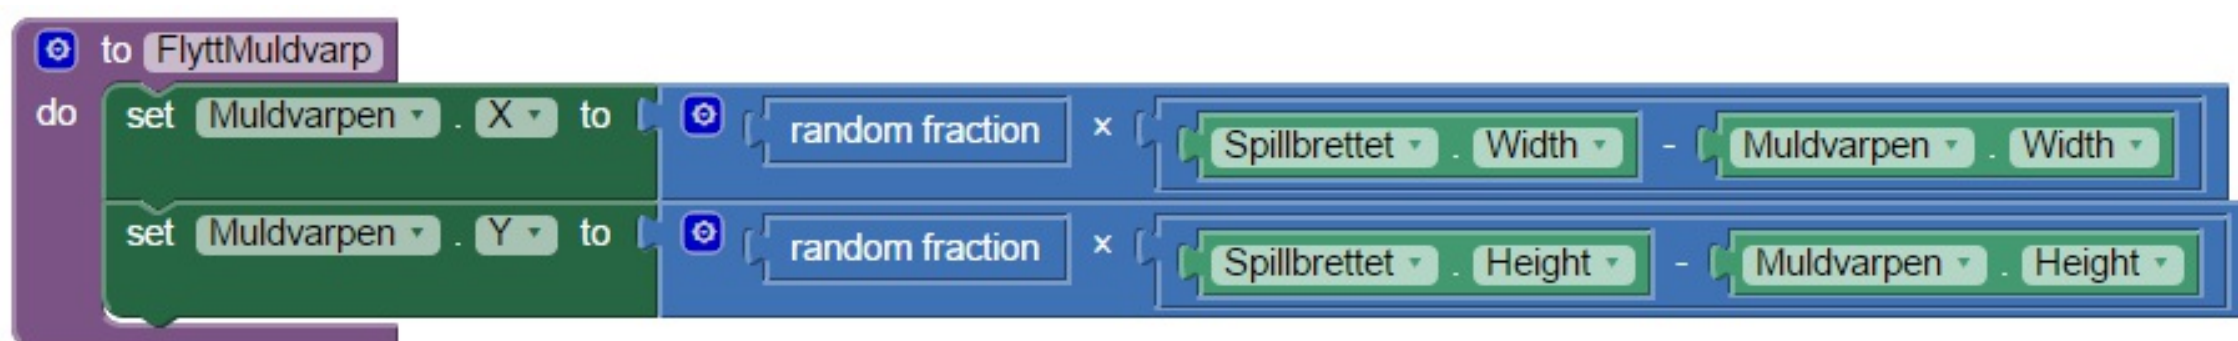 to FlyttMuldvarp
do set Muldvarpen . X to random fraction × Spillbrettet . Width - Muldvarpen . Width
set Muldvarpen . Y to random fraction × Spillbrettet . Height - Muldvarpen . Height